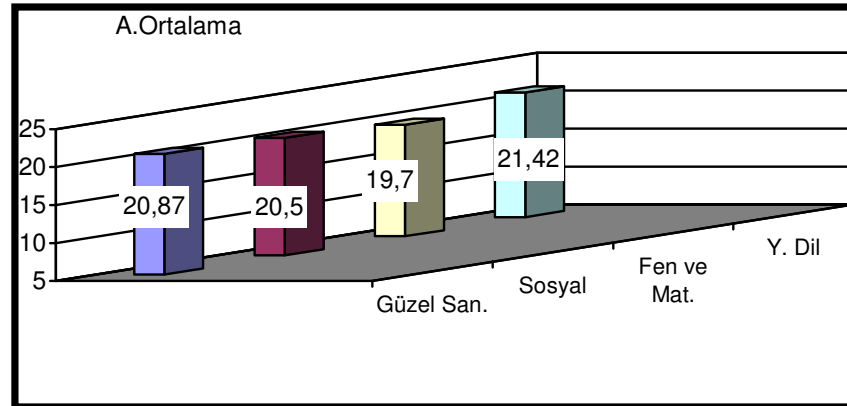 A.Ortalama
25
20
15
10
5
20,87
20,5
19,7
21,42
Güzel San.
Sosyal
Fen ve
Mat.
Y. Dil